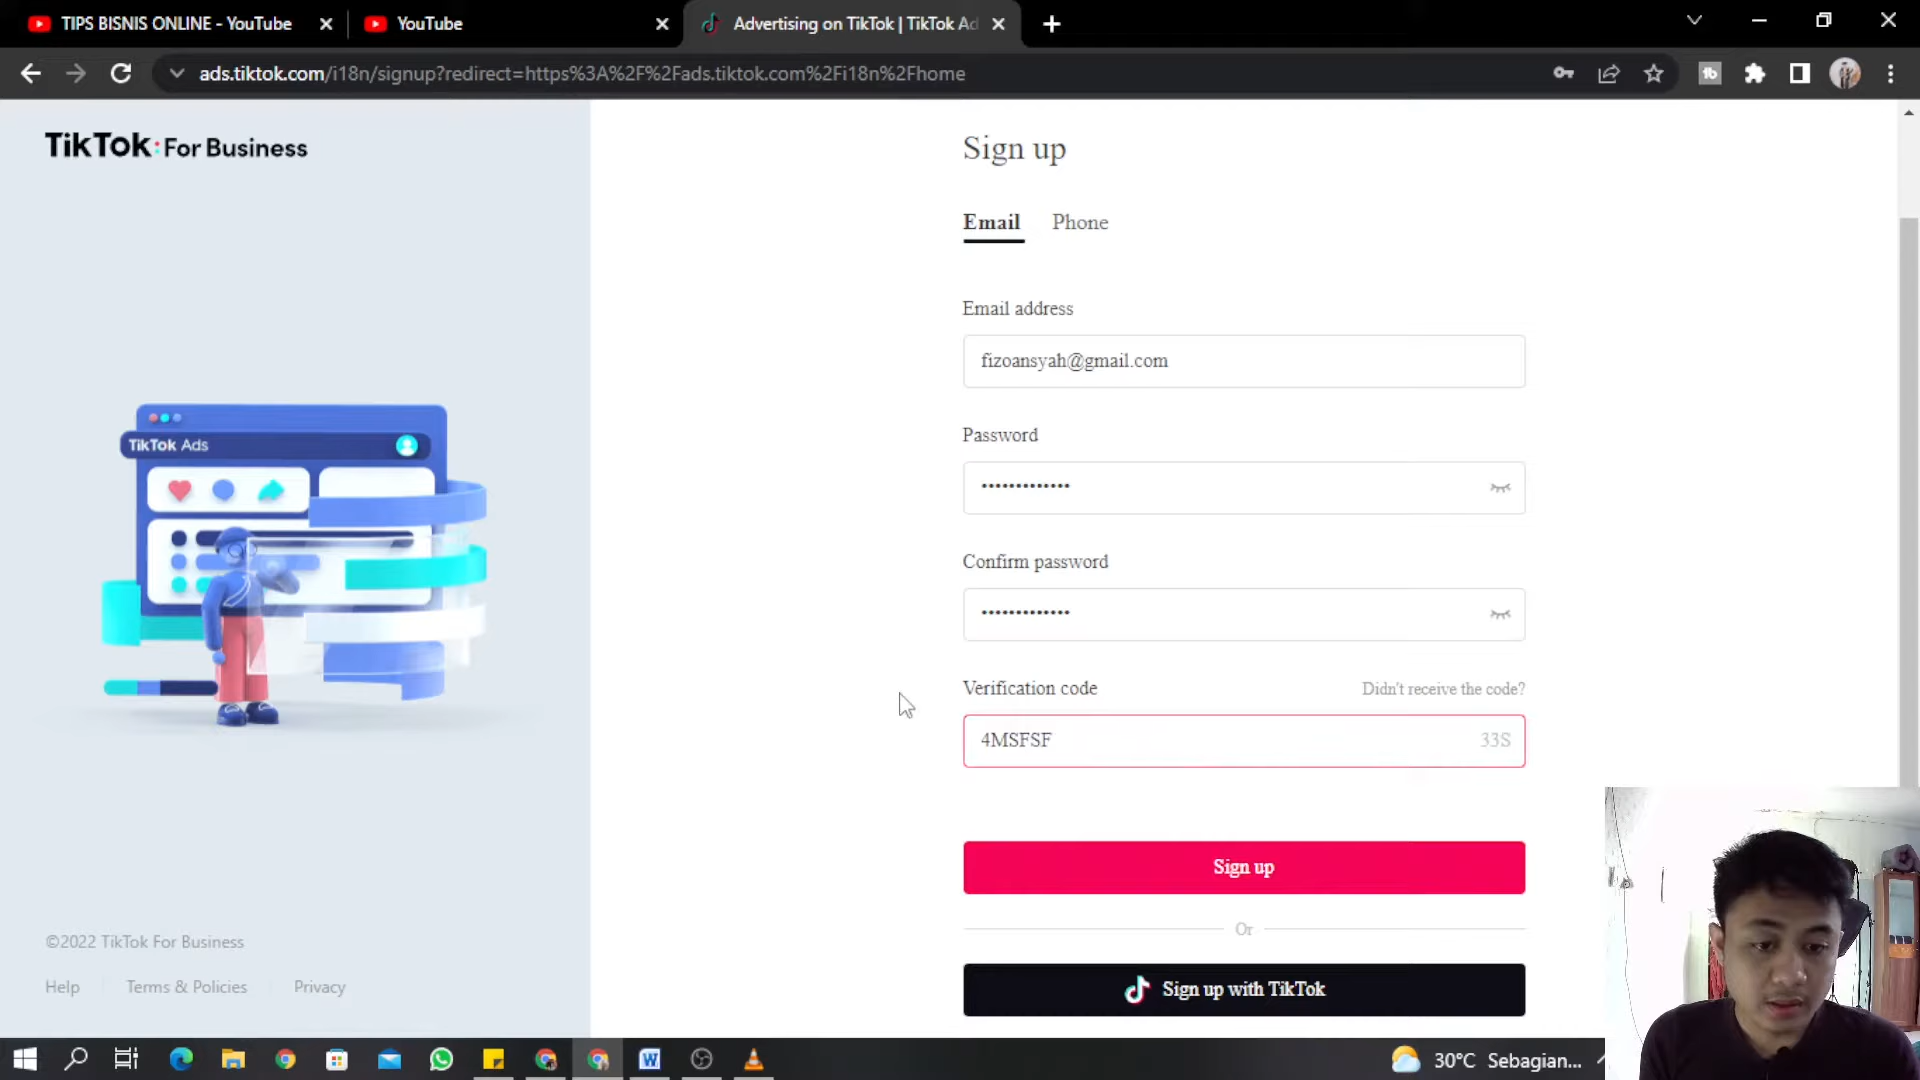 TIPS BISNIS ONLINE - YouTube
YouTube
Advertising on TikTok | TikTok Ad
ads.tiktok.com/i18n/signup?redirect=https%3A%2F%2Fads.tiktok.com%2Fi18n%2Fhome
TikTok: For Business
Sign up
Email Phone
Email address
fizoansyah@gmail.com
Password
•••••••••••••
Confirm password
•••••••••••••
Verification code Didn't receive the code?
4MSFSF 33S
Sign up
Or
Sign up with TikTok
TikTok Ads
©2022 TikTok For Business
Help Terms & Policies Privacy
30°C Sebagian...